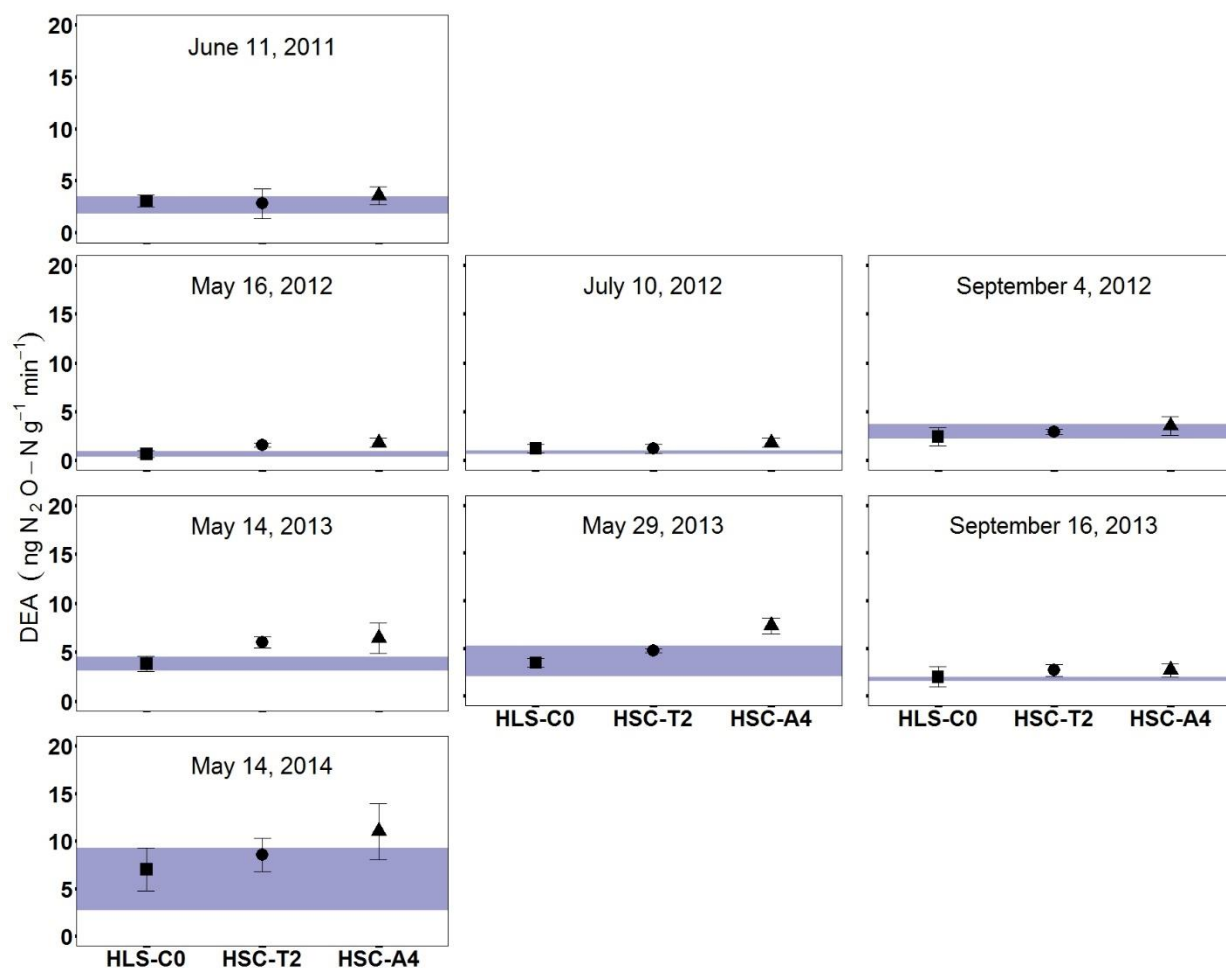 DEA ( ng N₂O−N g⁻¹ min⁻¹)
June 11, 2011
20
15
10
5
0
May 16, 2012
20
15
10
5
0
July 10, 2012
September 4, 2012
May 14, 2013
20
15
10
5
0
May 29, 2013
HLS-C0 HSC-T2 HSC-A4
September 16, 2013
HLS-C0 HSC-T2 HSC-A4
May 14, 2014
20
15
10
5
0
HLS-C0 HSC-T2 HSC-A4